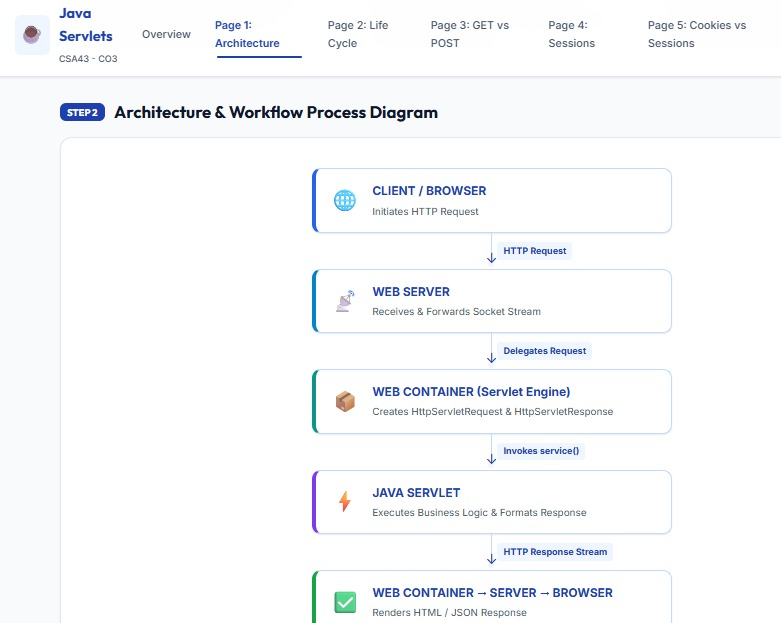 Java
Servlets
CSA43 - CO3
Overview
Page 1:
Architecture
Page 2: Life
Cycle
Page 3: GET vs
POST
Page 4:
Sessions
Page 5: Cookies vs
Sessions
STEP 2 Architecture & Workflow Process Diagram
CLIENT / BROWSER
Initiates HTTP Request
HTTP Request
WEB SERVER
Receives & Forwards Socket Stream
Delegates Request
WEB CONTAINER (Servlet Engine)
Creates HttpServletRequest & HttpServletResponse
Invokes service()
JAVA SERVLET
Executes Business Logic & Formats Response
HTTP Response Stream
WEB CONTAINER → SERVER → BROWSER
Renders HTML / JSON Response